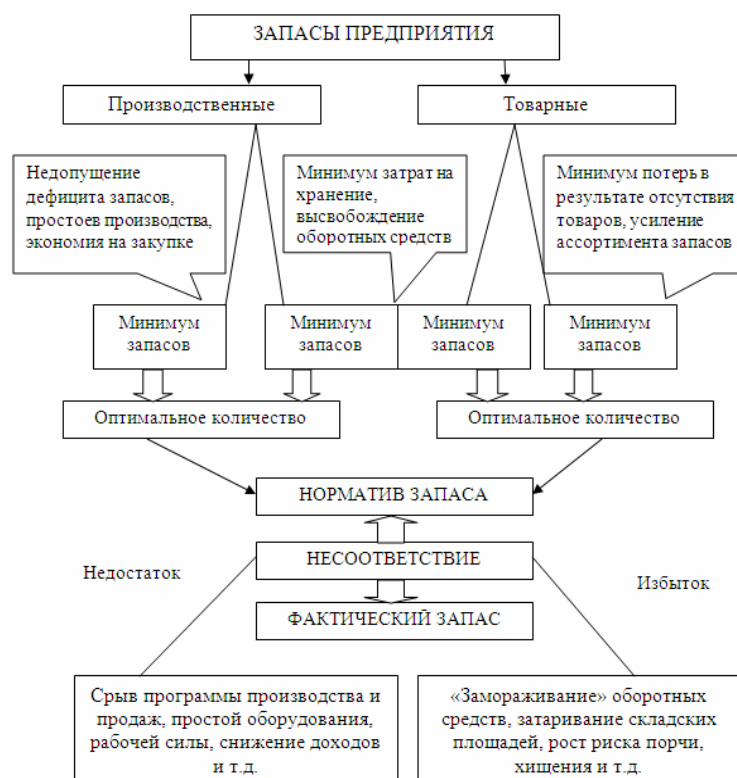 ЗАПАСЫ ПРЕДПРИЯТИЯ
Производственные
Товарные
Недопущение
дефицита запасов,
простоев производства,
экономия на закупке
Минимум затрат на
хранение,
высвобождение
оборотных средств
Минимум потерь в
результате отсутствия
товаров, усиление
ассортимента запасов
Минимум
запасов
Минимум
запасов
Минимум
запасов
Минимум
запасов
Оптимальное количество
Оптимальное количество
НОРМАТИВ ЗАПАСА
НЕСООТВЕТСТВИЕ
Недостаток
Избыток
ФАКТИЧЕСКИЙ ЗАПАС
Срыв программы производства и
продаж, простой оборудования,
рабочей силы, снижение доходов
и т.д.
«Замораживание» оборотных
средств, затаривание складских
площадей, рост риска порчи,
хищения и т.д.